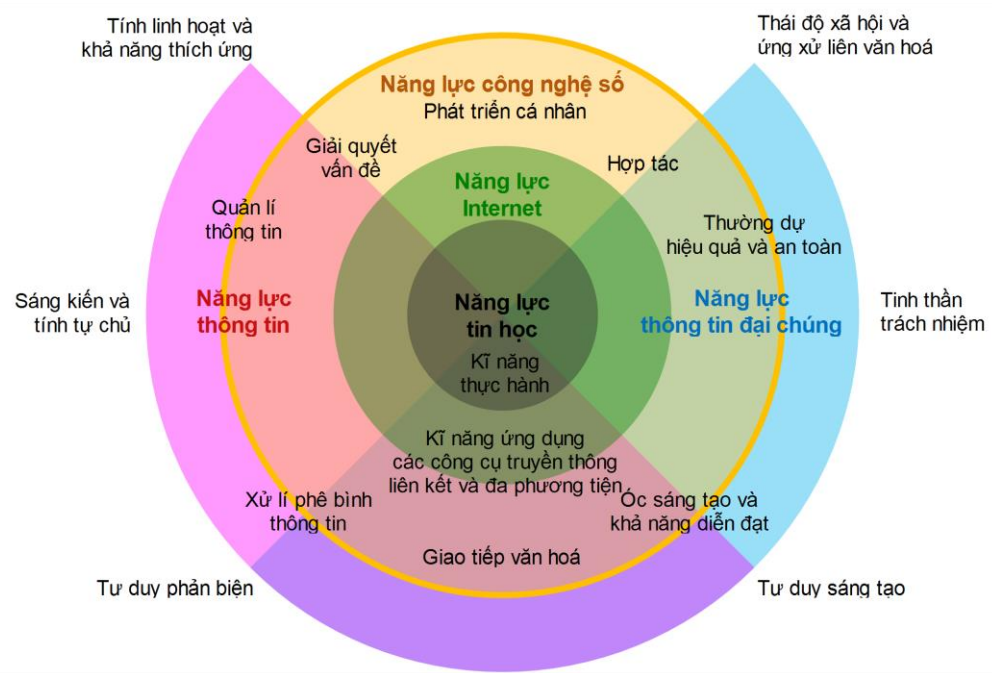 Tính linh hoạt và
khả năng thích ứng
Thái độ xã hội và
ứng xử liên văn hoá
Năng lực công nghệ số
Phát triển cá nhân
Giải quyết
vấn đề
Hợp tác
Năng lực
Internet
Quản lí
thông tin
Thường dự
hiệu quả và an toàn
Sáng kiến và
tính tự chủ
Năng lực
thông tin
Năng lực
tin học
Kĩ năng
thực hành
Năng lực
thông tin đại chúng
Tinh thần
trách nhiệm
Kĩ năng ứng dụng
các công cụ truyền thông
liên kết và đa phương tiện
Xử lí phê bình
thông tin
Óc sáng tạo và
khả năng diễn đạt
Giao tiếp văn hoá
Tư duy phản biện
Tư duy sáng tạo